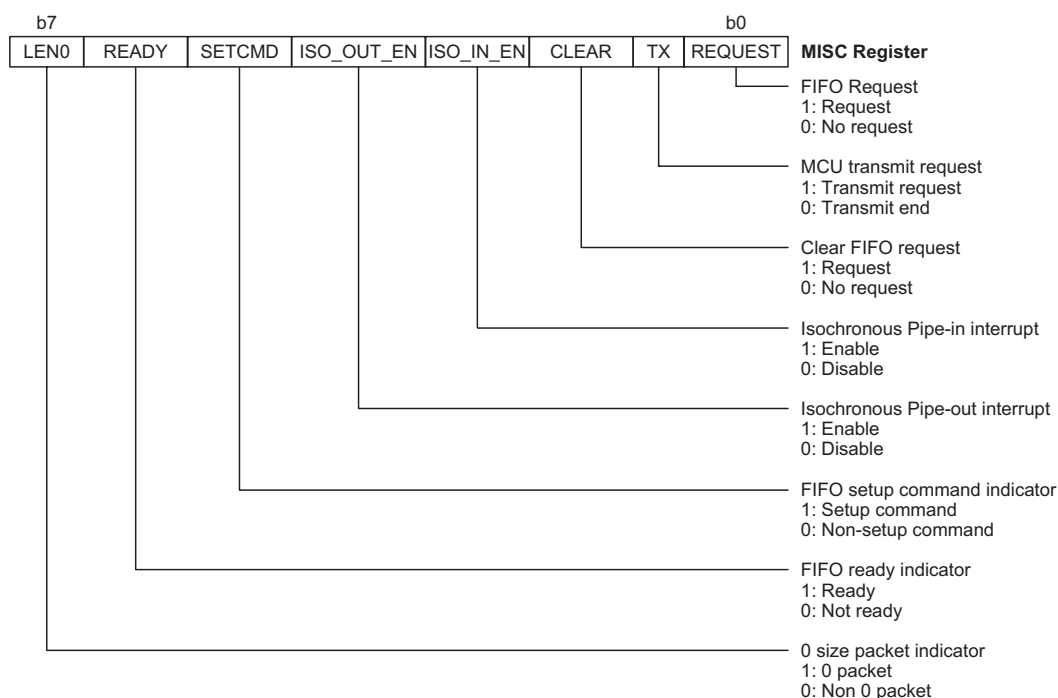 b7 b0
LEN0 READY SETCMD ISO_OUT_EN ISO_IN_EN CLEAR TX REQUEST MISC Register
FIFO Request
1: Request
0: No request
MCU transmit request
1: Transmit request
0: Transmit end
Clear FIFO request
1: Request
0: No request
Isochronous Pipe-in interrupt
1: Enable
0: Disable
Isochronous Pipe-out interrupt
1: Enable
0: Disable
FIFO setup command indicator
1: Setup command
0: Non-setup command
FIFO ready indicator
1: Ready
0: Not ready
0 size packet indicator
1: 0 packet
0: Non 0 packet